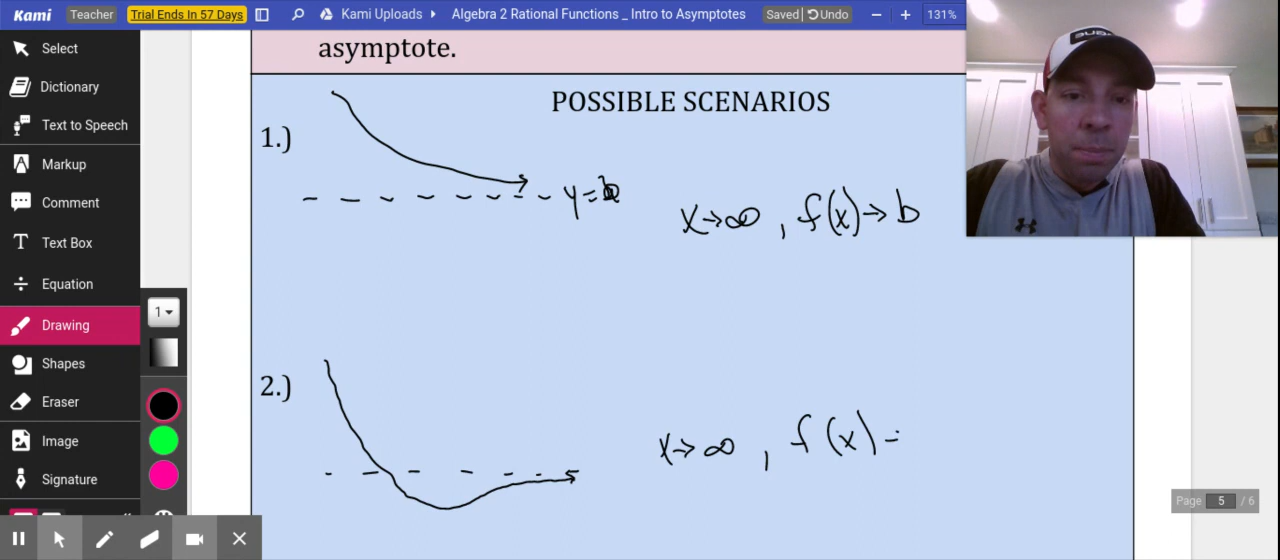 Kami Teacher Trial Ends In 57 Days Kami Uploads Algebra 2 Rational Functions _ Intro to Asymptotes Saved Undo − + 131%
Select
Dictionary
Text to Speech
Markup
Comment
Text Box
Equation
Drawing
Shapes
Eraser
Image
Signature
1
asymptote.
POSSIBLE SCENARIOS
1.)
y=b
x→∞ , f(x)→b
2.)
x→∞ , f(x)
Page 5 / 6